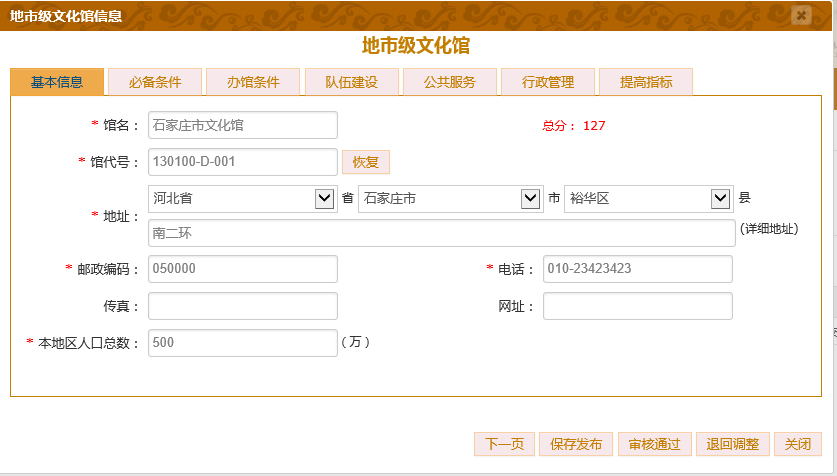 地市级文化馆信息
地市级文化馆
基本信息 必备条件 办馆条件 队伍建设 公共服务 行政管理 提高指标
* 馆名： 石家庄市文化馆 总分： 127
* 馆代号： 130100-D-001 恢复
* 地址： 河北省 省 石家庄市 市 裕华区 县
南二环 (详细地址)
* 邮政编码： 050000 * 电话： 010-23423423
传真： 网址：
* 本地区人口总数： 500 (万)
下一页 保存发布 审核通过 退回调整 关闭